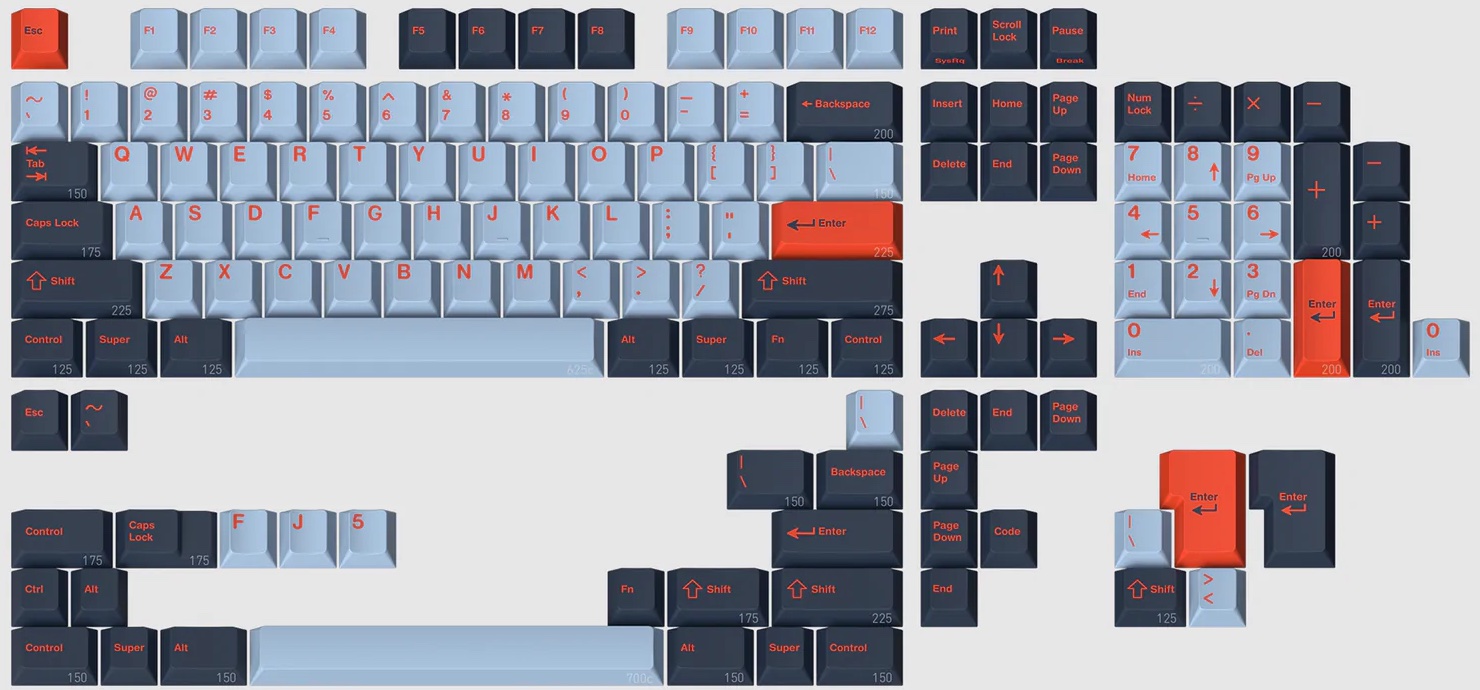 Esc F1 F2 F3 F4 F5 F6 F7 F8 F9 F10 F11 F12 Print Scroll Pause
Lock
SysRq Break
~ ! @ # $ % ^ & * ( ) — + ← Backspace Insert Home Page Num ÷ × −
` 1 2 3 4 5 6 7 8 9 0 - = Up Lock
200
Tab Q W E R T Y U I O P { } | Delete End Page 7 8 ↑ 9 + −
[ ] \ Down Home Pg Up
150 150
Caps Lock A S D F G H J K L : " Enter 4 ← 5 6 → +
; '
175 225 200
Shift Z X C V B N M < > ? Shift ↑ 1 2 ↓ 3 Enter Enter
, . / End Pg Dn
225 275
Control Super Alt Alt Super Fn Control ← ↓ → 0 . 0
Ins Del Ins
125 125 125 625c 125 125 125 125 200 200 200
Esc ~ | Delete End Page
` \ Down
| Backspace Page
\ Up
150 150
Control Caps F J 5 Enter Page Code | Enter Enter
Lock Down \
175 175
Ctrl Alt Fn Shift Shift End Shift >
<
175 225 125
Control Super Alt Alt Super Control
150 150 700c 150 150